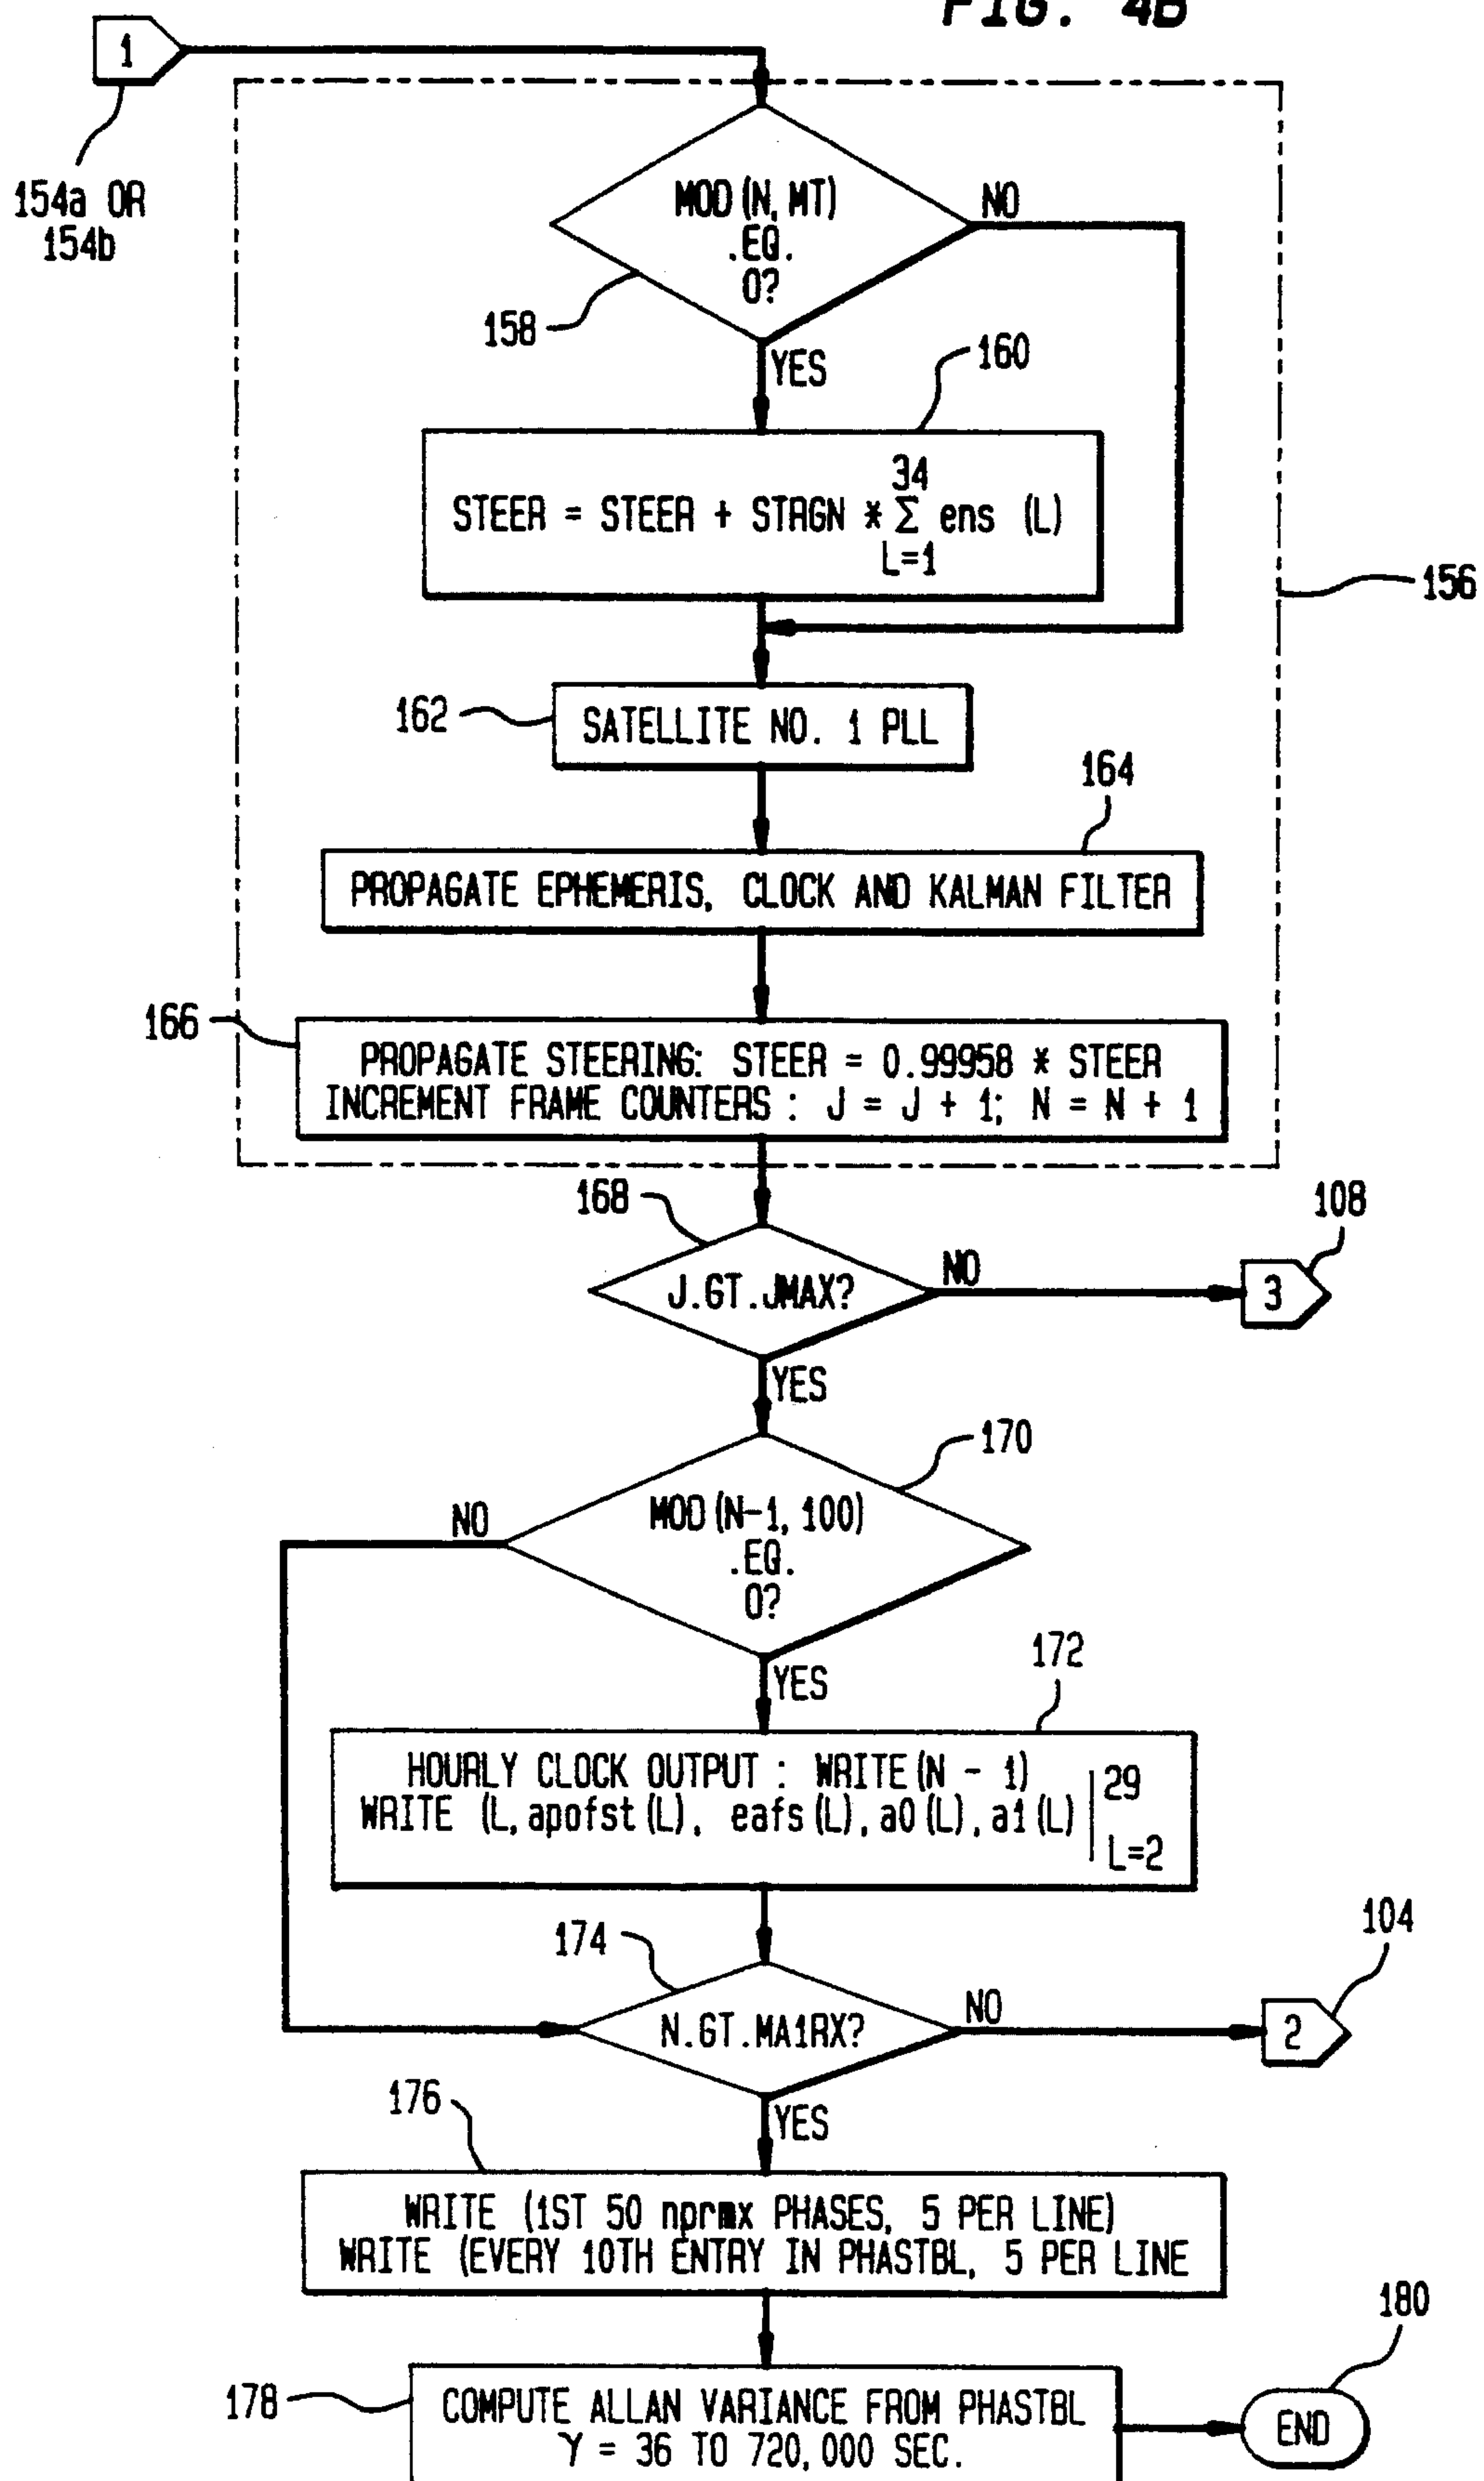 FIG. 4B
1
154a OR
154b
MOD (N, MT)
.EQ.
0?
NO
158
YES
160
34
STEER = STEER + STRGN * Σ ens (L)
L=1
156
162
SATELLITE NO. 1 PLL
164
PROPAGATE EPHEMERIS, CLOCK AND KALMAN FILTER
166
PROPAGATE STEERING: STEER = 0.99958 * STEER
INCREMENT FRAME COUNTERS : J = J + 1; N = N + 1
168
108
J.GT.JMAX?
NO
3
YES
170
NO
MOD (N-1, 100)
.EQ.
0?
YES
172
HOURLY CLOCK OUTPUT : WRITE (N - 1)
29
WRITE (L, apofst (L), eafs (L), a0 (L), a1 (L)
L=2
174
104
N.GT.MA1RX?
NO
2
YES
176
WRITE (1ST 50 nprmx PHASES, 5 PER LINE)
WRITE (EVERY 10TH ENTRY IN PHASTBL, 5 PER LINE
180
178
COMPUTE ALLAN VARIANCE FROM PHASTBL
γ = 36 TO 720,000 SEC.
END